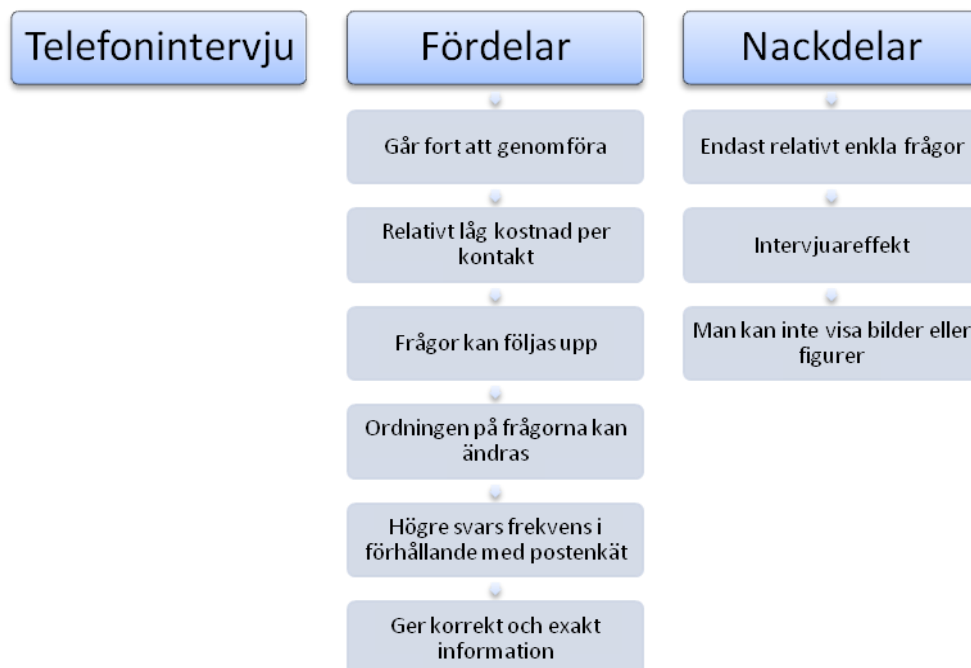 Telefonintervju
Fördelar
Går fort att genomföra
Relativt låg kostnad per
kontakt
Frågor kan följas upp
Ordningen på frågorna kan
ändras
Högre svars frekvens i
förhållande med postenkät
Ger korrekt och exakt
information
Nackdelar
Endast relativt enkla frågor
Intervjuareffekt
Man kan inte visa bilder eller
figurer